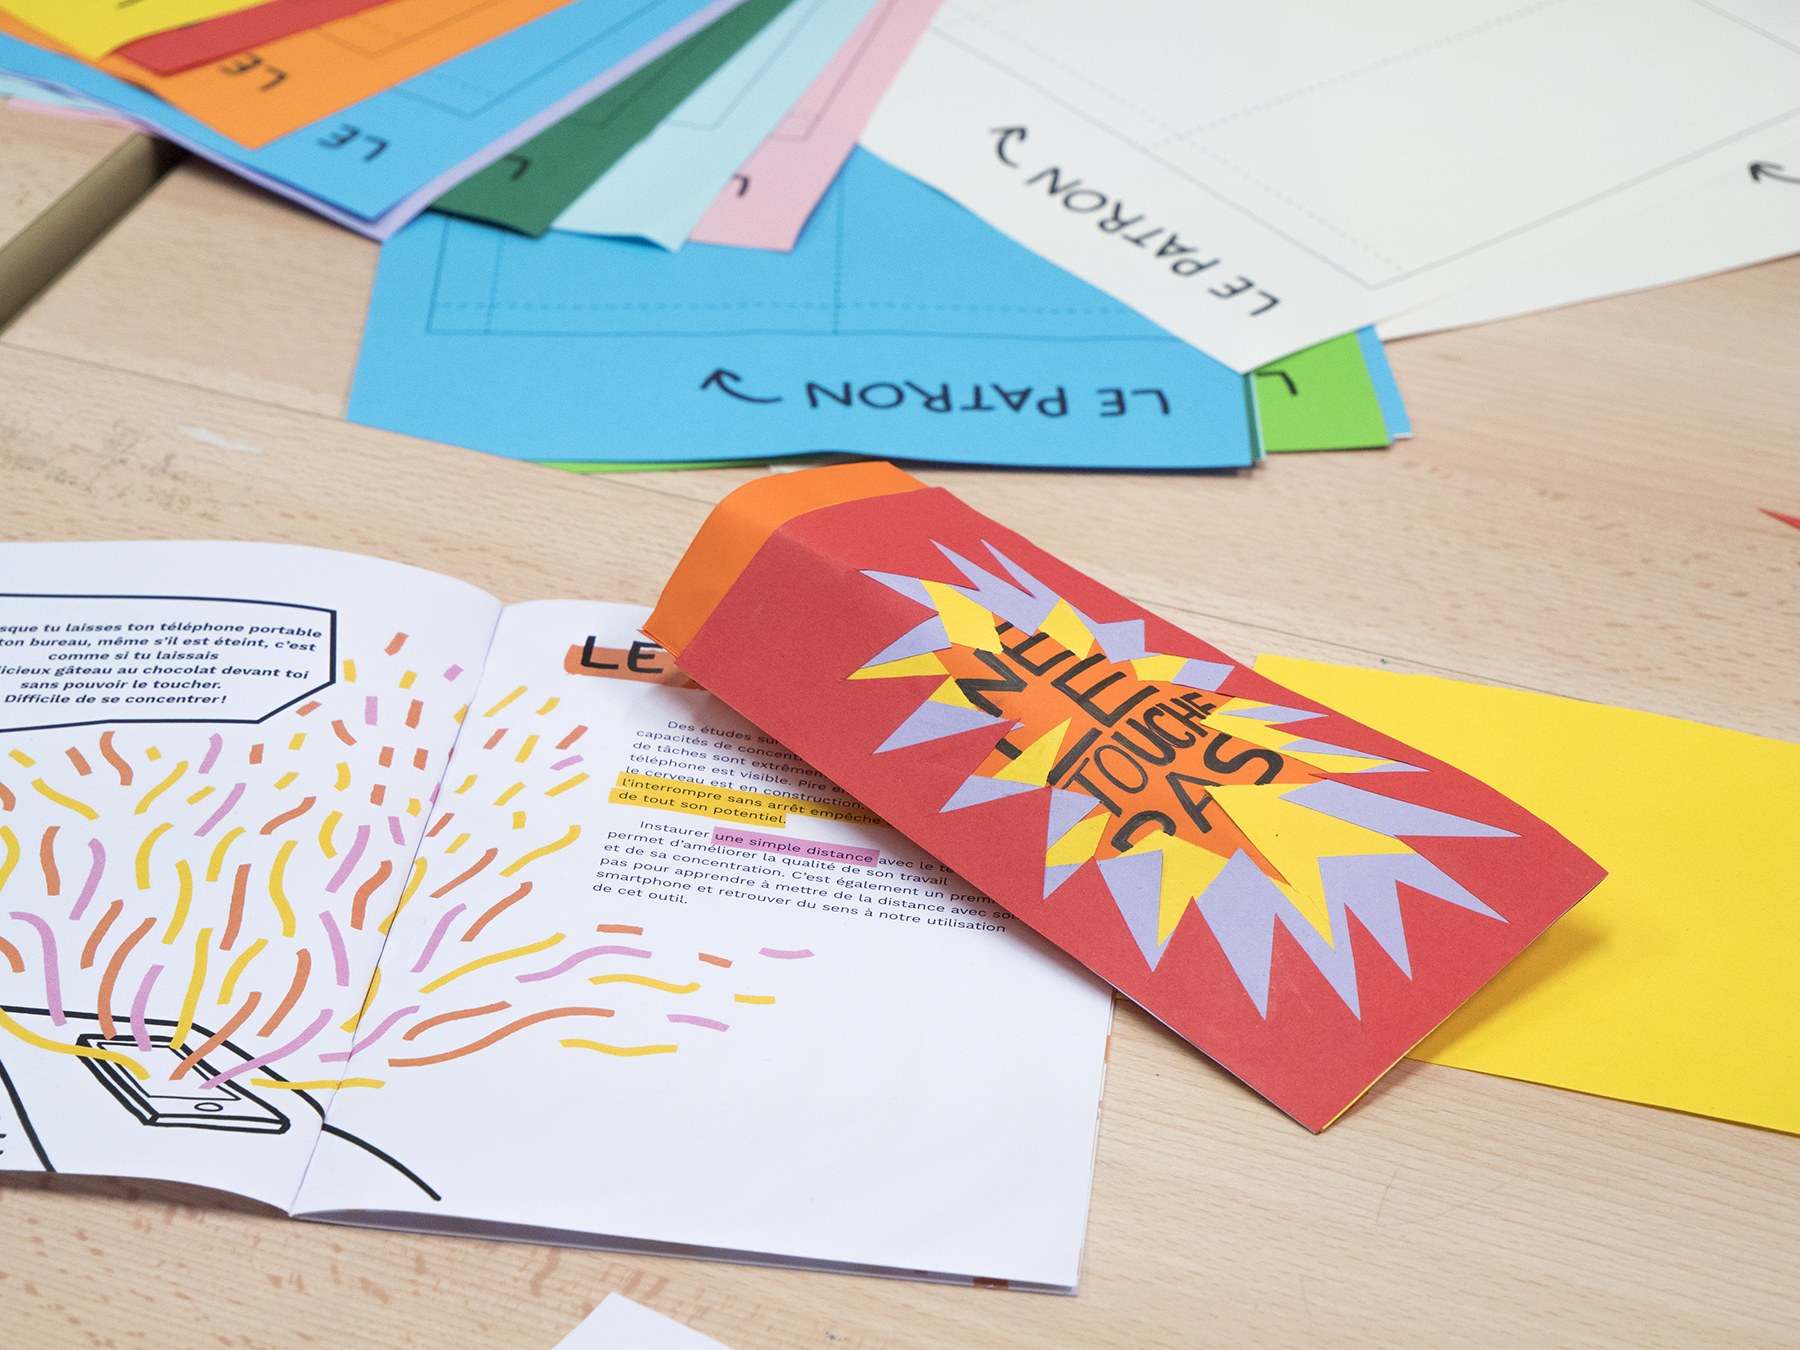 LE
LE
L
L
LE PATRON
LE PATRON
L
sque tu laisses ton téléphone portable
ton bureau, même s'il est éteint, c'est
comme si tu laissais
licieux gâteau au chocolat devant toi
sans pouvoir le toucher.
Difficile de se concentrer!
LE
Des études su
capacités de concent
de tâches sont extrêmen
téléphone est visible. Pire e
le cerveau est en construction.
l'interrompre sans arrêt empêche
de tout son potentiel.
Instaurer une simple distance avec le té
permet d'améliorer la qualité de son travail
et de sa concentration. C'est également un premi
pas pour apprendre à mettre de la distance avec son
smartphone et retrouver du sens à notre utilisation
de cet outil.
NE
TOUCHE
PAS